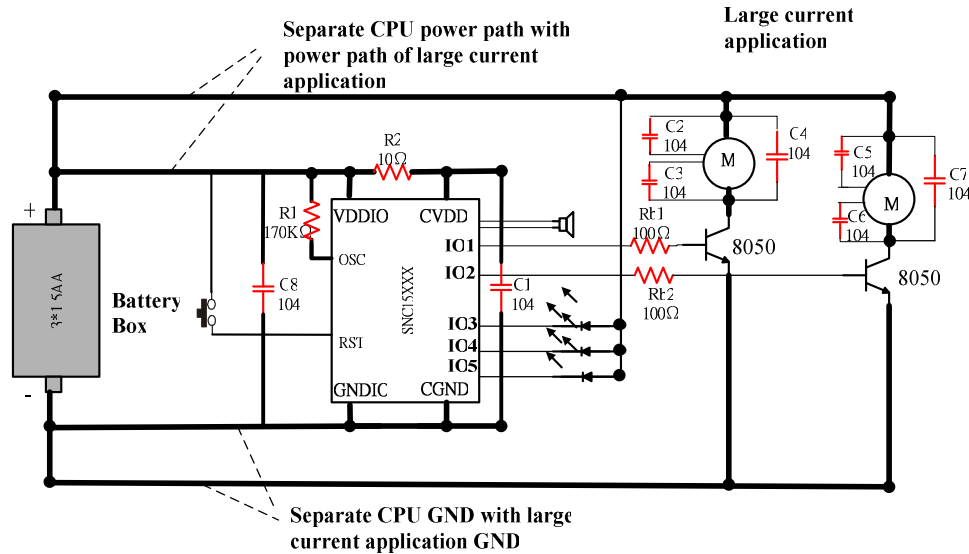 Separate CPU power path with
power path of large current
application
Large current
application
R2
10Ω
C2
104
C3
104
M
C4
104
C5
104
C6
104
M
C7
104
+
VDDIO
CVDD
R1
170KΩ
OSC
IO1
Rb1
100Ω
8050
IO2
Rb2
100Ω
8050
3*1.5AA
Battery
Box
C8
104
SNC15XXX
C1
104
RST
IO3
IO4
IO5
GNDIO
CGND
-
Separate CPU GND with large
current application GND